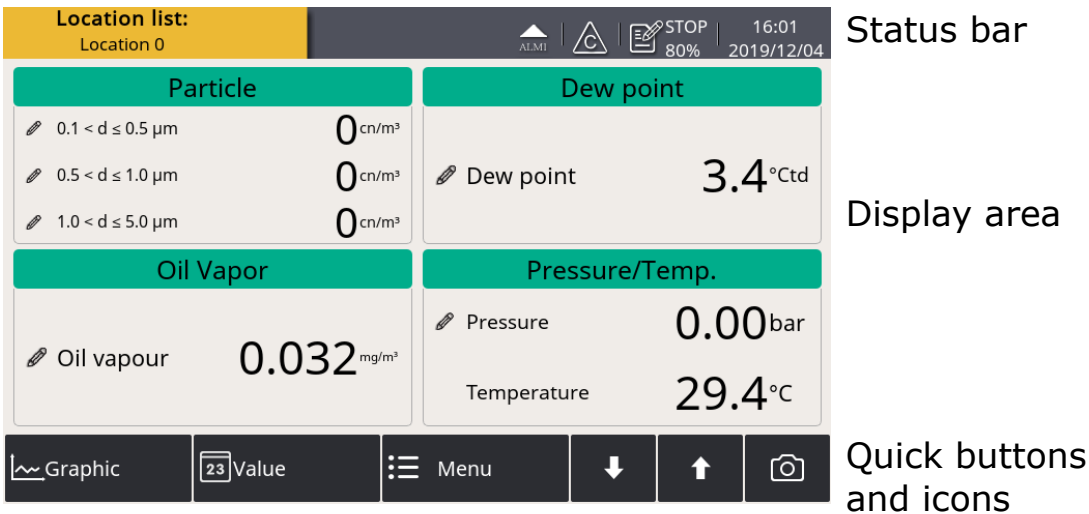 Location list:
Location 0
ALMI
C
STOP
80%
16:01
2019/12/04
Status bar
Particle
0.1 < d ≤ 0.5 μm 0 cn/m³
0.5 < d ≤ 1.0 μm 0 cn/m³
1.0 < d ≤ 5.0 μm 0 cn/m³
Dew point
Dew point 3.4 °Ctd
Display area
Oil Vapor
Oil vapour 0.032 mg/m³
Pressure/Temp.
Pressure 0.00 bar
Temperature 29.4 °C
Graphic
23 Value
Menu
Quick buttons
and icons